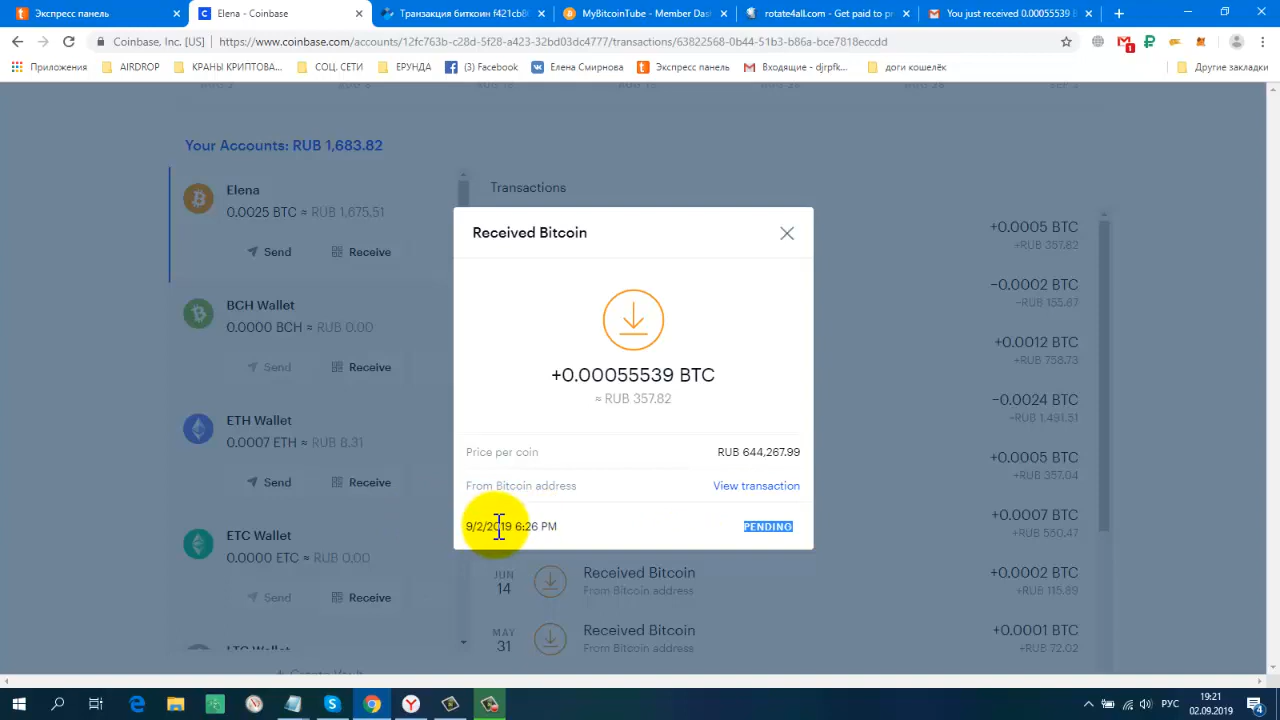 Экспресс панель
Elena - Coinbase
Транзакция биткоин f421cb8
MyBitcoinTube - Member Das
rotate4all.com - Get paid to pr
You just received 0.00055539 B
Coinbase, Inc. [US]
https://www.coinbase.com/accounts/12fc763b-c28d-5f28-a423-32bd03dc4777/transactions/63822568-0b44-51b3-b86a-bce7818eccdd
1
Приложения
AIRDROP
КРАНЫ КРИПТОВА...
СОЦ. СЕТИ
ЕРУНДА
(3) Facebook
Елена Смирнова
Экспресс панель
Входящие - djrpfk...
доги кошелёк
Другие закладки
Your Accounts: RUB 1,683.82
Elena
0.0025 BTC ≈ RUB 1,675.51
Send
Receive
BCH Wallet
0.0000 BCH ≈ RUB 0.00
Send
Receive
ETH Wallet
0.0007 ETH ≈ RUB 8.31
Send
Receive
ETC Wallet
0.0000 ETC ≈ RUB 0.00
Send
Receive
Transactions
Received Bitcoin
+0.00055539 BTC
≈ RUB 357.82
Price per coin
RUB 644,267.99
From Bitcoin address
View transaction
9/2/2019 6:26 PM
PENDING
+0.0005 BTC
+RUB 357.82
−0.0002 BTC
−RUB 155.87
+0.0012 BTC
+RUB 758.73
−0.0024 BTC
−RUB 1,491.51
+0.0005 BTC
+RUB 357.04
+0.0007 BTC
+RUB 550.47
JUN
14
Received Bitcoin
From Bitcoin address
+0.0002 BTC
+RUB 115.89
MAY
31
Received Bitcoin
From Bitcoin address
+0.0001 BTC
+RUB 72.02
РУС
19:21
02.09.2019
4